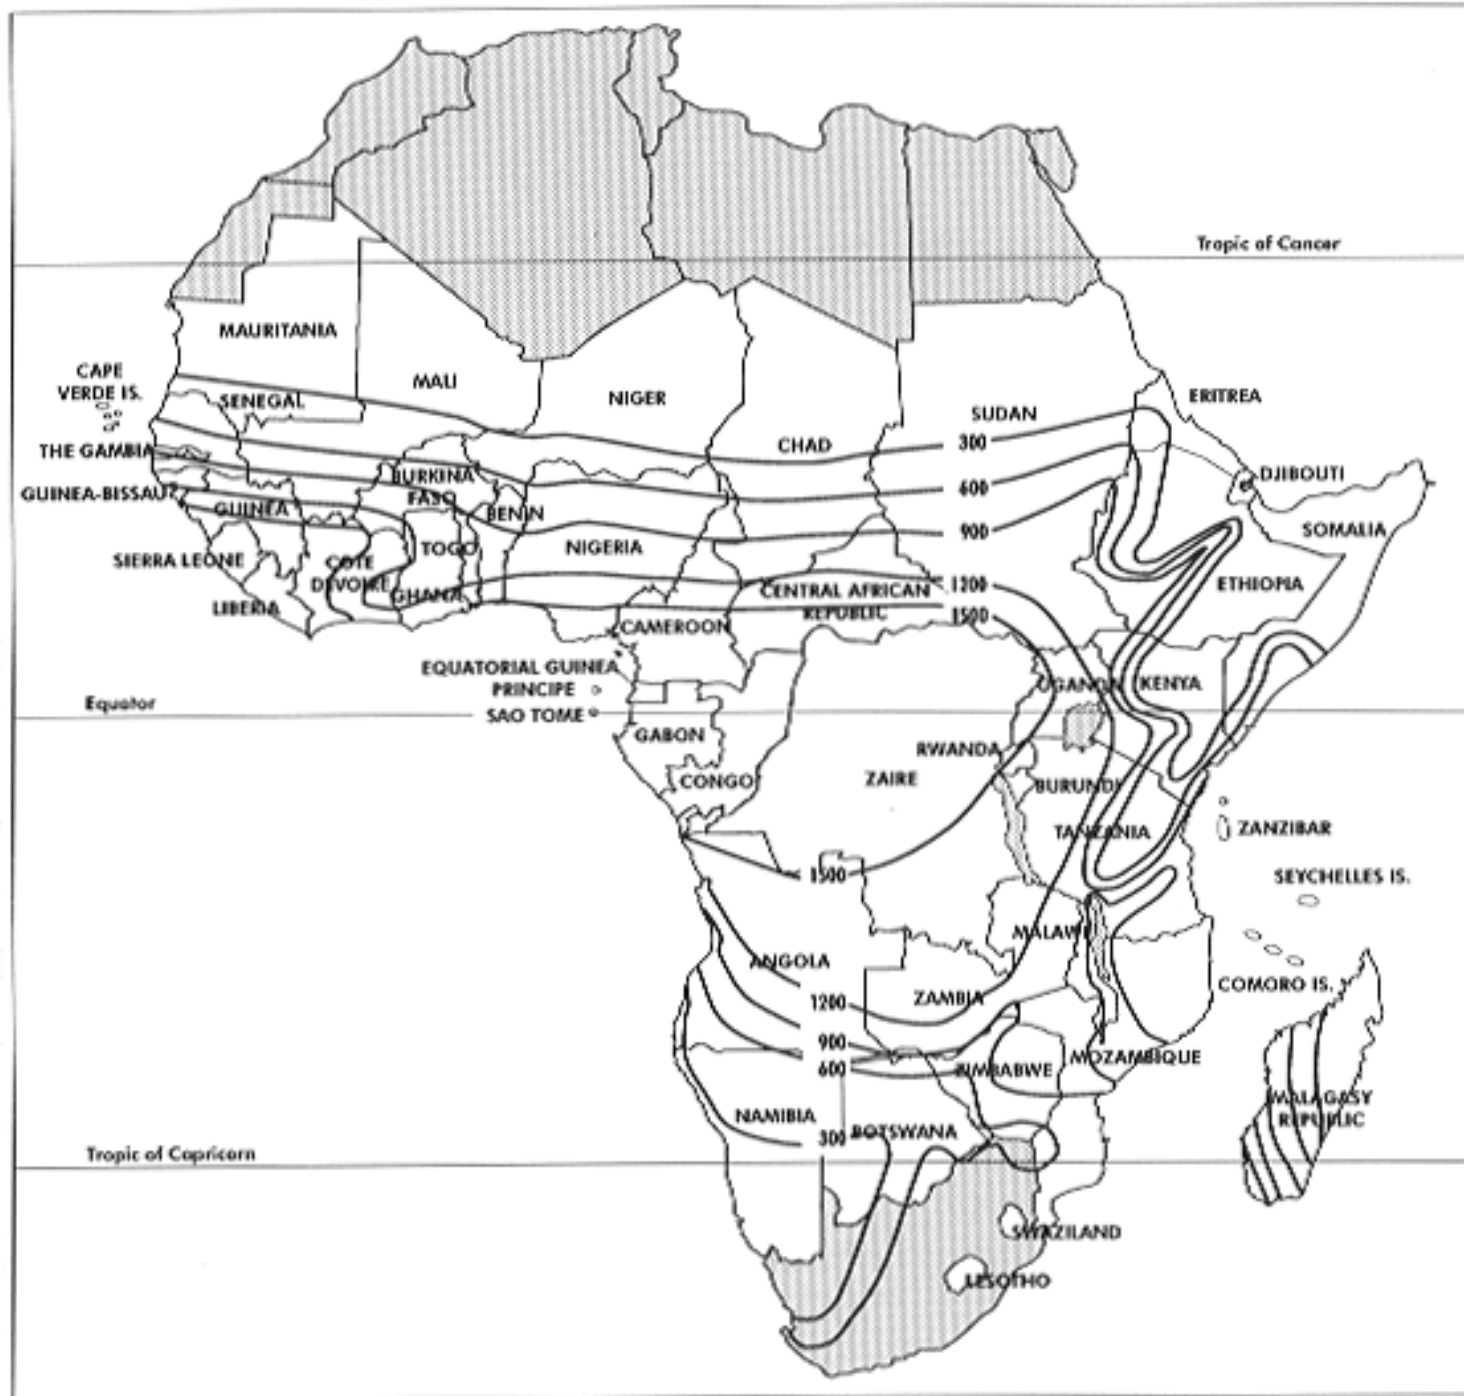 Tropic of Cancer
MAURITANIA
CAPE
VERDE IS.
MALI
NIGER
ERITREA
SENEGAL
SUDAN
CHAD
300
THE GAMBIA
BURKINA
FASO
600
DJIBOUTI
GUINEA-BISSAU
GUINEA
BENIN
900
SOMALIA
SIERRA LEONE
COTE
DEVOIRE
TOGO
NIGERIA
LIBERIA
GHANA
CENTRAL AFRICAN
REPUBLIC
1200
1500
ETHIOPIA
CAMEROON
EQUATORIAL GUINEA
PRINCIPE
SAO TOME
UGANDA
KENYA
Equator
GABON
RWANDA
CONGO
ZAIRE
BURUNDI
TANZANIA
ZANZIBAR
1500
SEYCHELLES IS.
MALAWI
ANGOLA
COMORO IS.
1200
ZAMBIA
900
600
ZIMBABWE
MOZAMBIQUE
MALAGASY
REPUBLIC
NAMIBIA
300
BOTSWANA
Tropic of Capricorn
SWAZILAND
LESOTHO